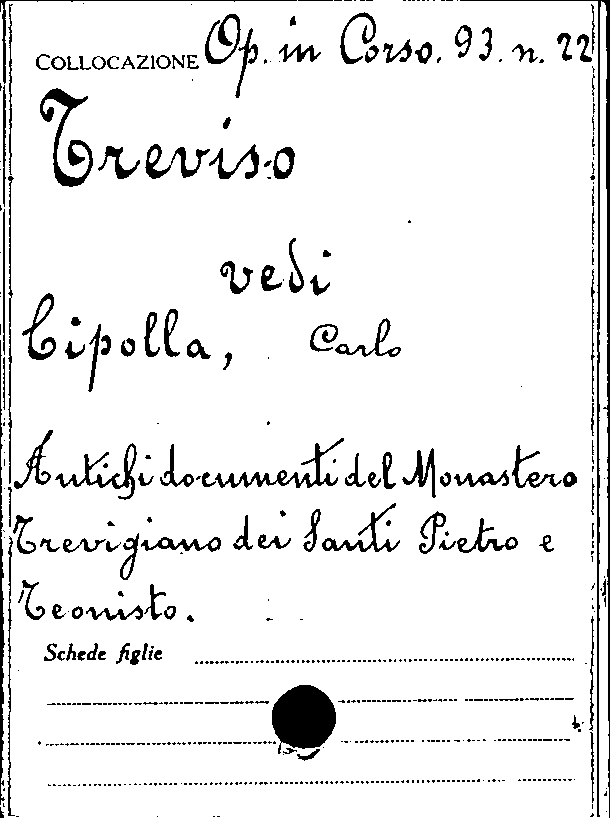 COLLOCAZIONE Op. in Corso. 93. n. 22
Treviso
vedi
Cipolla, Carlo
Antichi documenti del Monastero
Trevigiano dei Santi Pietro e
Teonisto.
Schede figlie